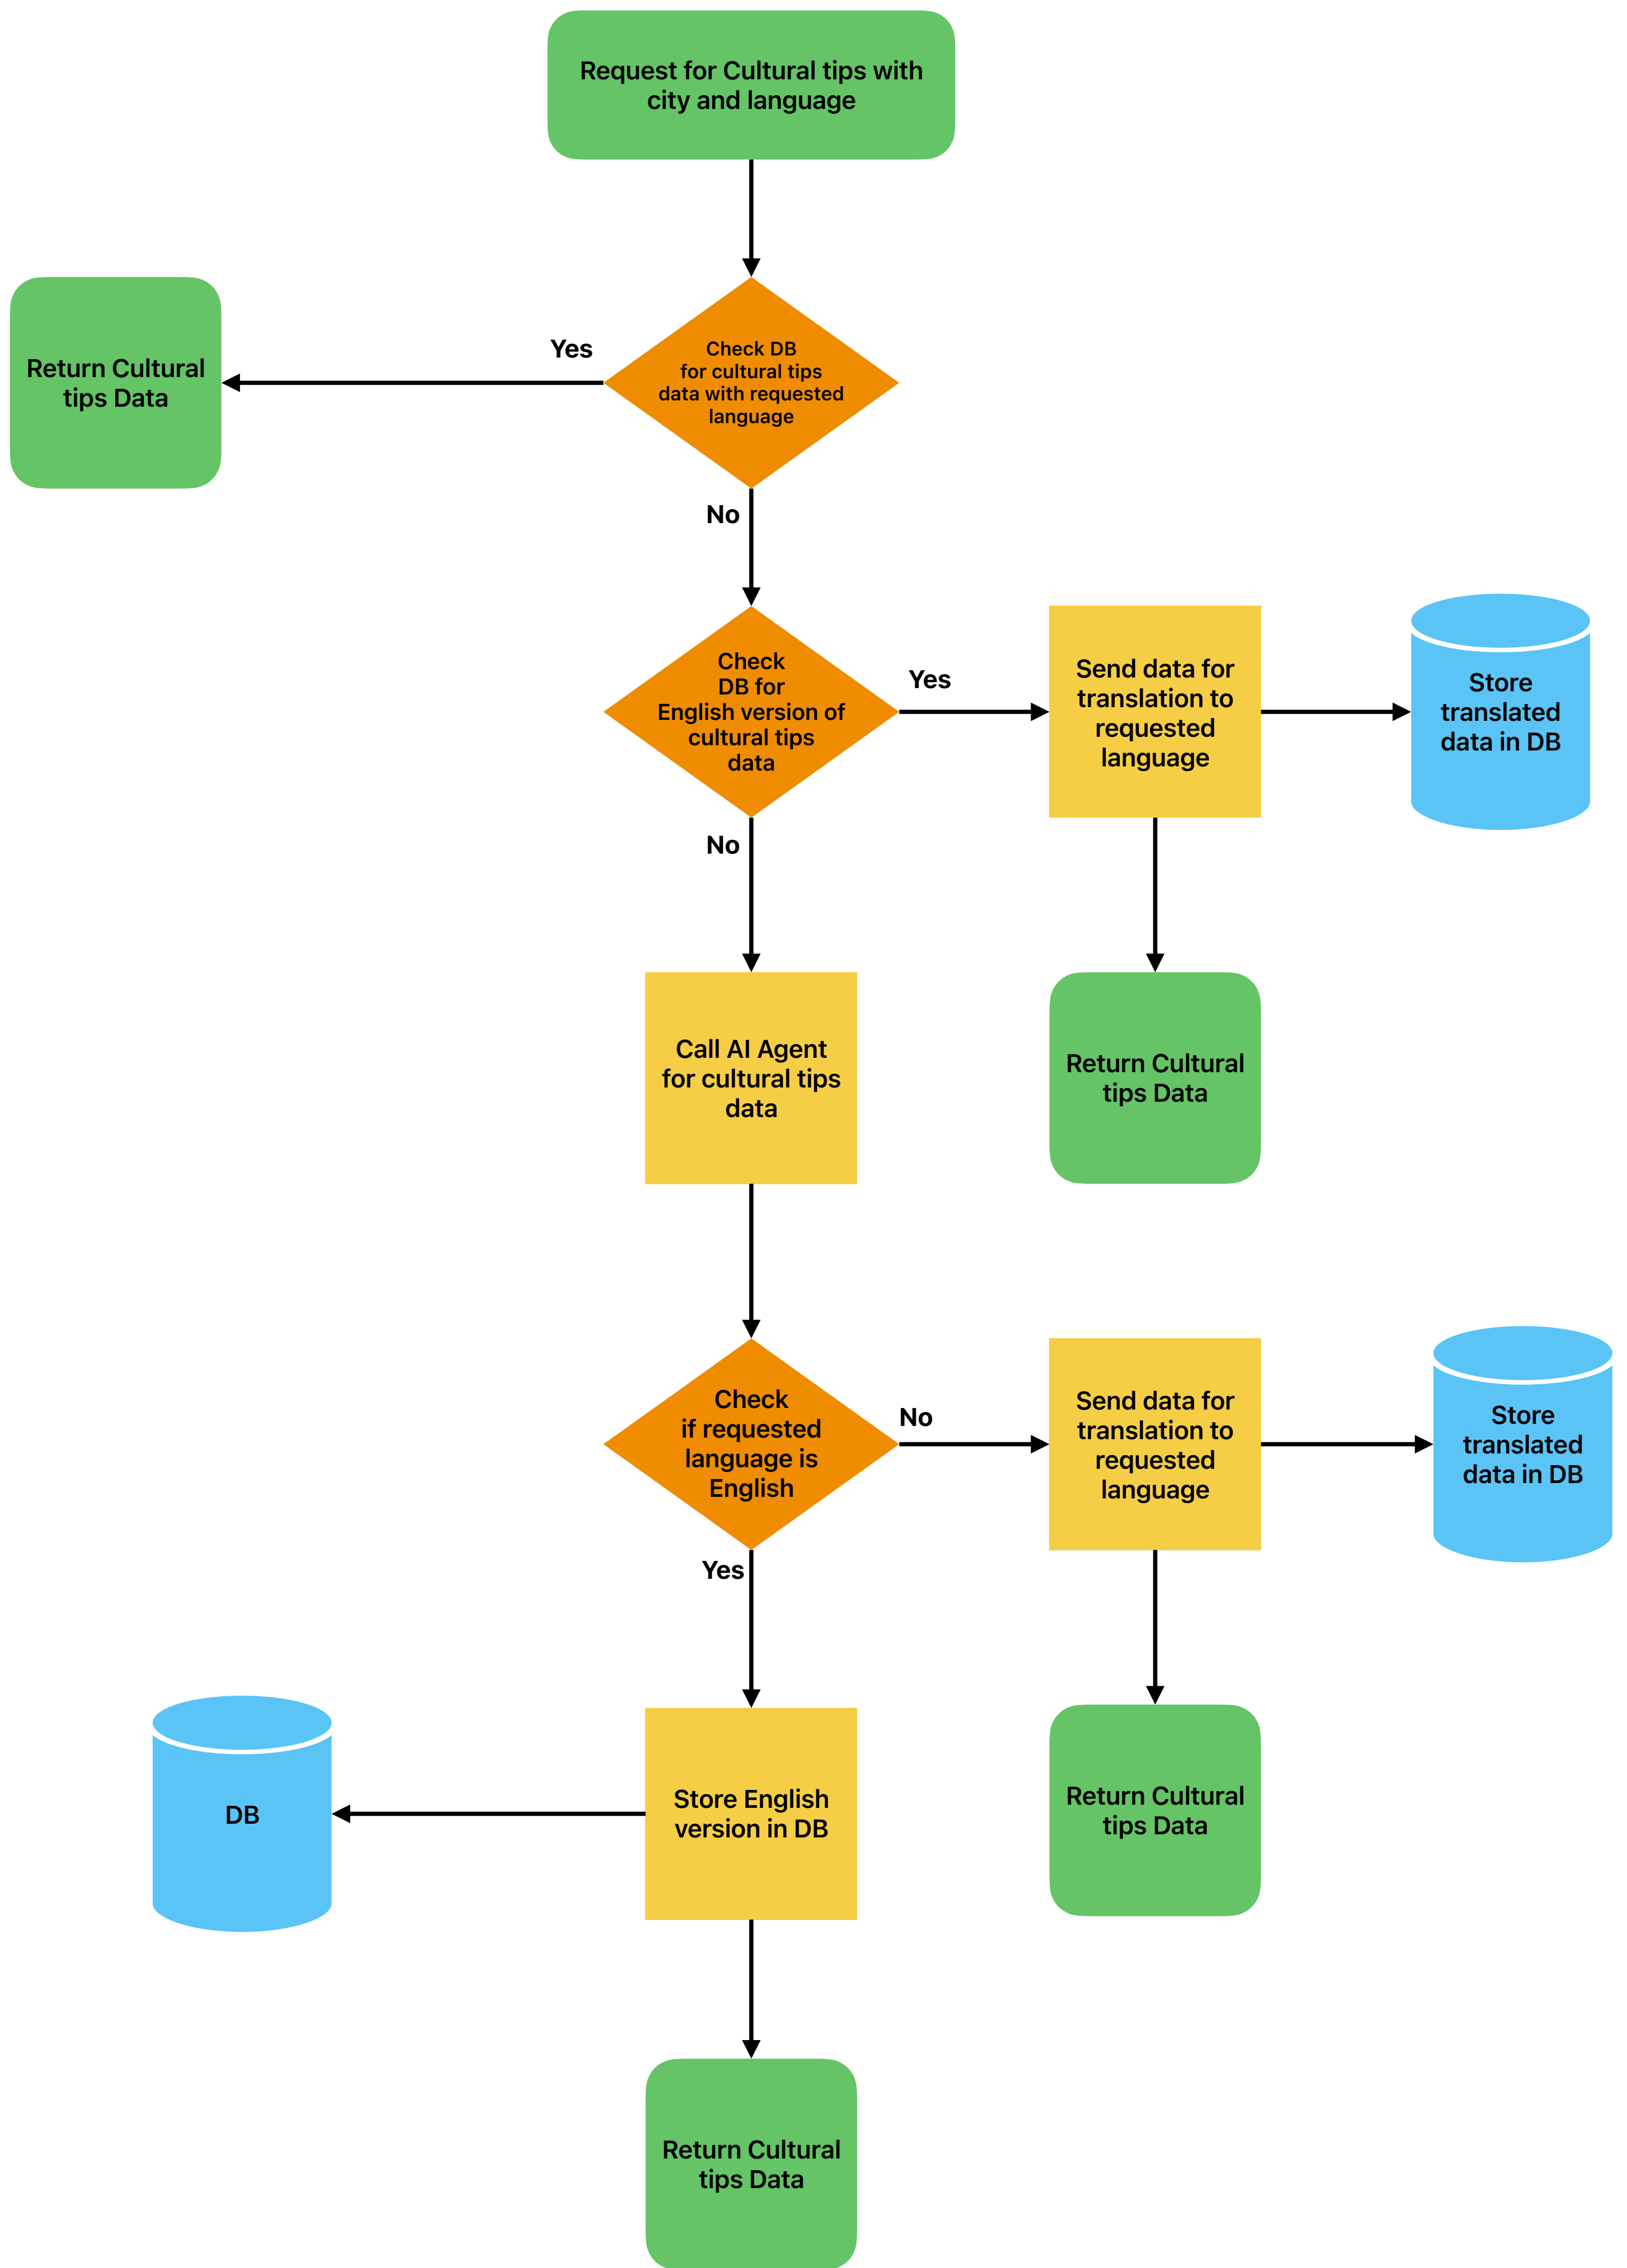 Request for Cultural tips with
city and language
Return Cultural
tips Data
Yes
Check DB
for cultural tips
data with requested
language
No
Check
DB for
English version of
cultural tips
data
Yes
Send data for
translation to
requested
language
Store
translated
data in DB
No
Call AI Agent
for cultural tips
data
Return Cultural
tips Data
Check
if requested
language is
English
No
Send data for
translation to
requested
language
Store
translated
data in DB
Yes
DB
Store English
version in DB
Return Cultural
tips Data
Return Cultural
tips Data